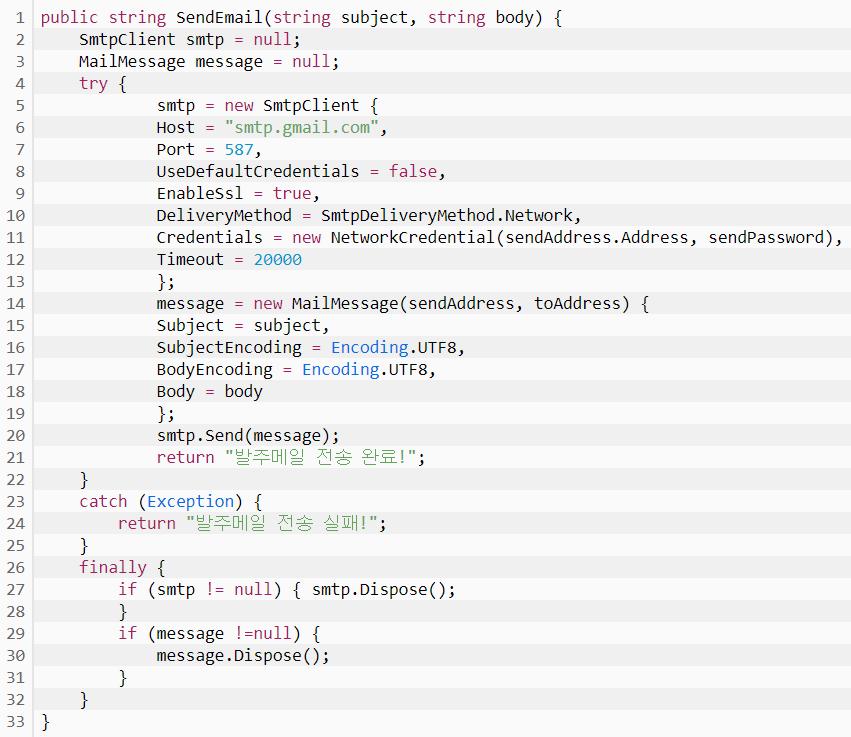 1 public string SendEmail(string subject, string body) {
2 SmtpClient smtp = null;
3 MailMessage message = null;
4 try {
5 smtp = new SmtpClient {
6 Host = "smtp.gmail.com",
7 Port = 587,
8 UseDefaultCredentials = false,
9 EnableSsl = true,
10 DeliveryMethod = SmtpDeliveryMethod.Network,
11 Credentials = new NetworkCredential(sendAddress.Address, sendPassword),
12 Timeout = 20000
13 };
14 message = new MailMessage(sendAddress, toAddress) {
15 Subject = subject,
16 SubjectEncoding = Encoding.UTF8,
17 BodyEncoding = Encoding.UTF8,
18 Body = body
19 };
20 smtp.Send(message);
21 return "발주메일 전송 완료!";
22 }
23 catch (Exception) {
24 return "발주메일 전송 실패!";
25 }
26 finally {
27 if (smtp != null) { smtp.Dispose();
28 }
29 if (message !=null) {
30 message.Dispose();
31 }
32 }
33 }